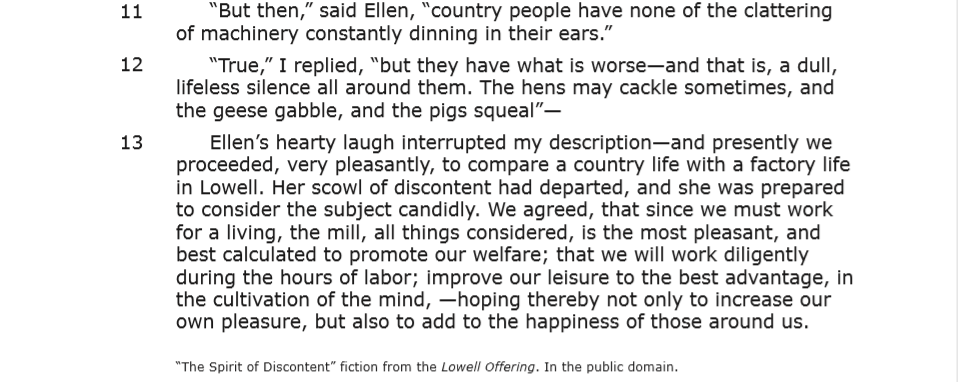 11 “But then,” said Ellen, “country people have none of the clattering
of machinery constantly dinning in their ears.”
12 “True,” I replied, “but they have what is worse—and that is, a dull,
lifeless silence all around them. The hens may cackle sometimes, and
the geese gabble, and the pigs squeal”—
13 Ellen’s hearty laugh interrupted my description—and presently we
proceeded, very pleasantly, to compare a country life with a factory life
in Lowell. Her scowl of discontent had departed, and she was prepared
to consider the subject candidly. We agreed, that since we must work
for a living, the mill, all things considered, is the most pleasant, and
best calculated to promote our welfare; that we will work diligently
during the hours of labor; improve our leisure to the best advantage, in
the cultivation of the mind, —hoping thereby not only to increase our
own pleasure, but also to add to the happiness of those around us.
“The Spirit of Discontent” fiction from the Lowell Offering. In the public domain.